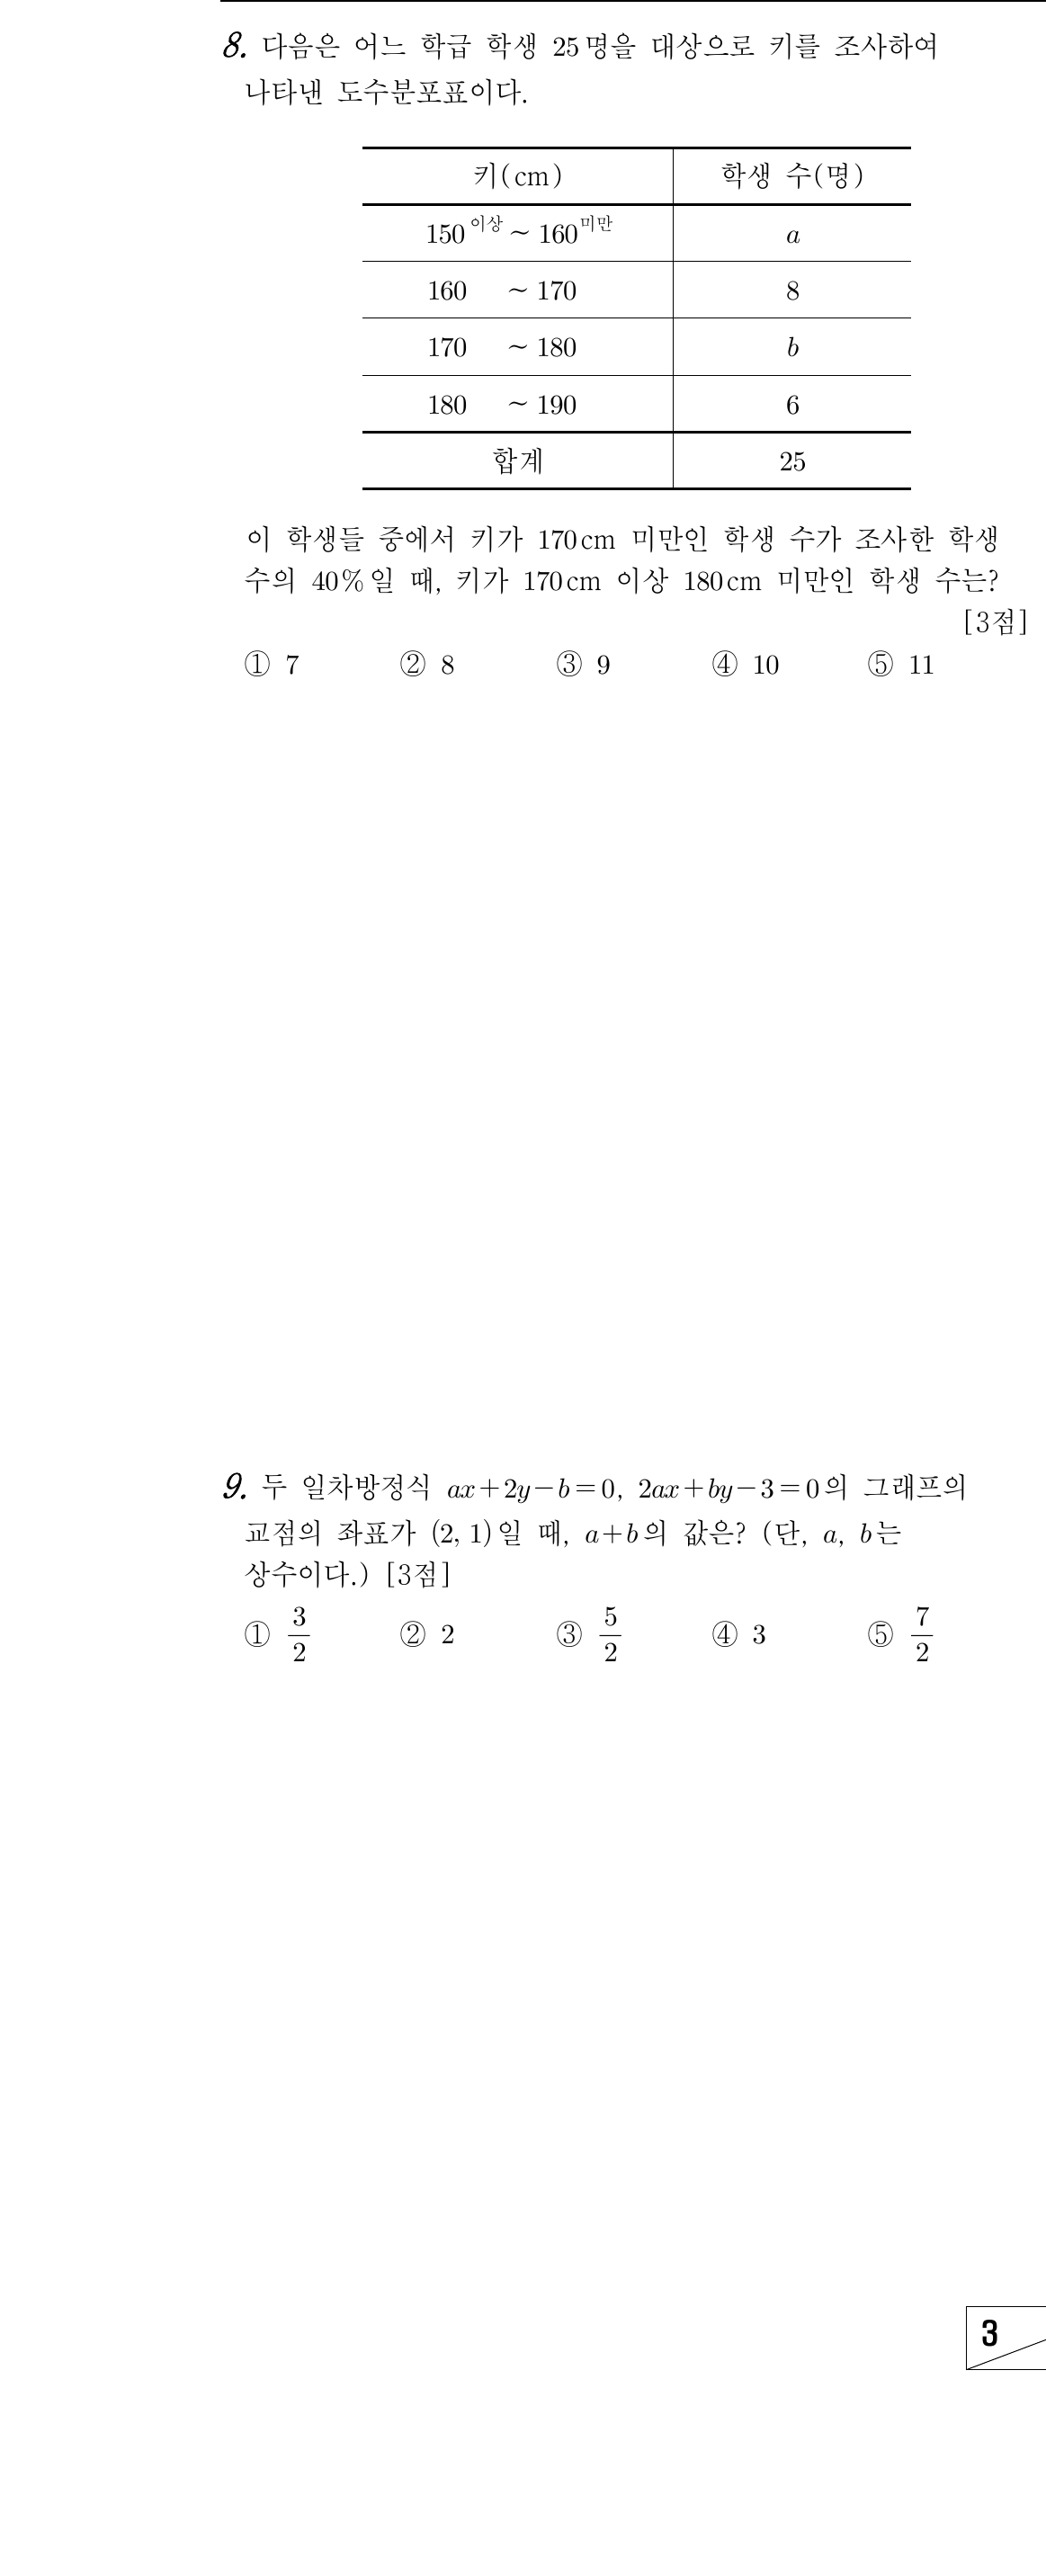 8. 다음은 어느 학급 학생 25명을 대상으로 키를 조사하여
나타낸 도수분포표이다.
키(cm) 학생 수(명)
150이상 ~ 160미만 a
160 ~ 170 8
170 ~ 180 b
180 ~ 190 6
합계 25
이 학생들 중에서 키가 170cm 미만인 학생 수가 조사한 학생
수의 40%일 때, 키가 170cm 이상 180cm 미만인 학생 수는?
[3점]
① 7 ② 8 ③ 9 ④ 10 ⑤ 11
9. 두 일차방정식 ax+2y-b=0, 2ax+by-3=0의 그래프의
교점의 좌표가 (2, 1)일 때, a+b의 값은? (단, a, b는
상수이다.) [3점]
① 3/2 ② 2 ③ 5/2 ④ 3 ⑤ 7/2
3